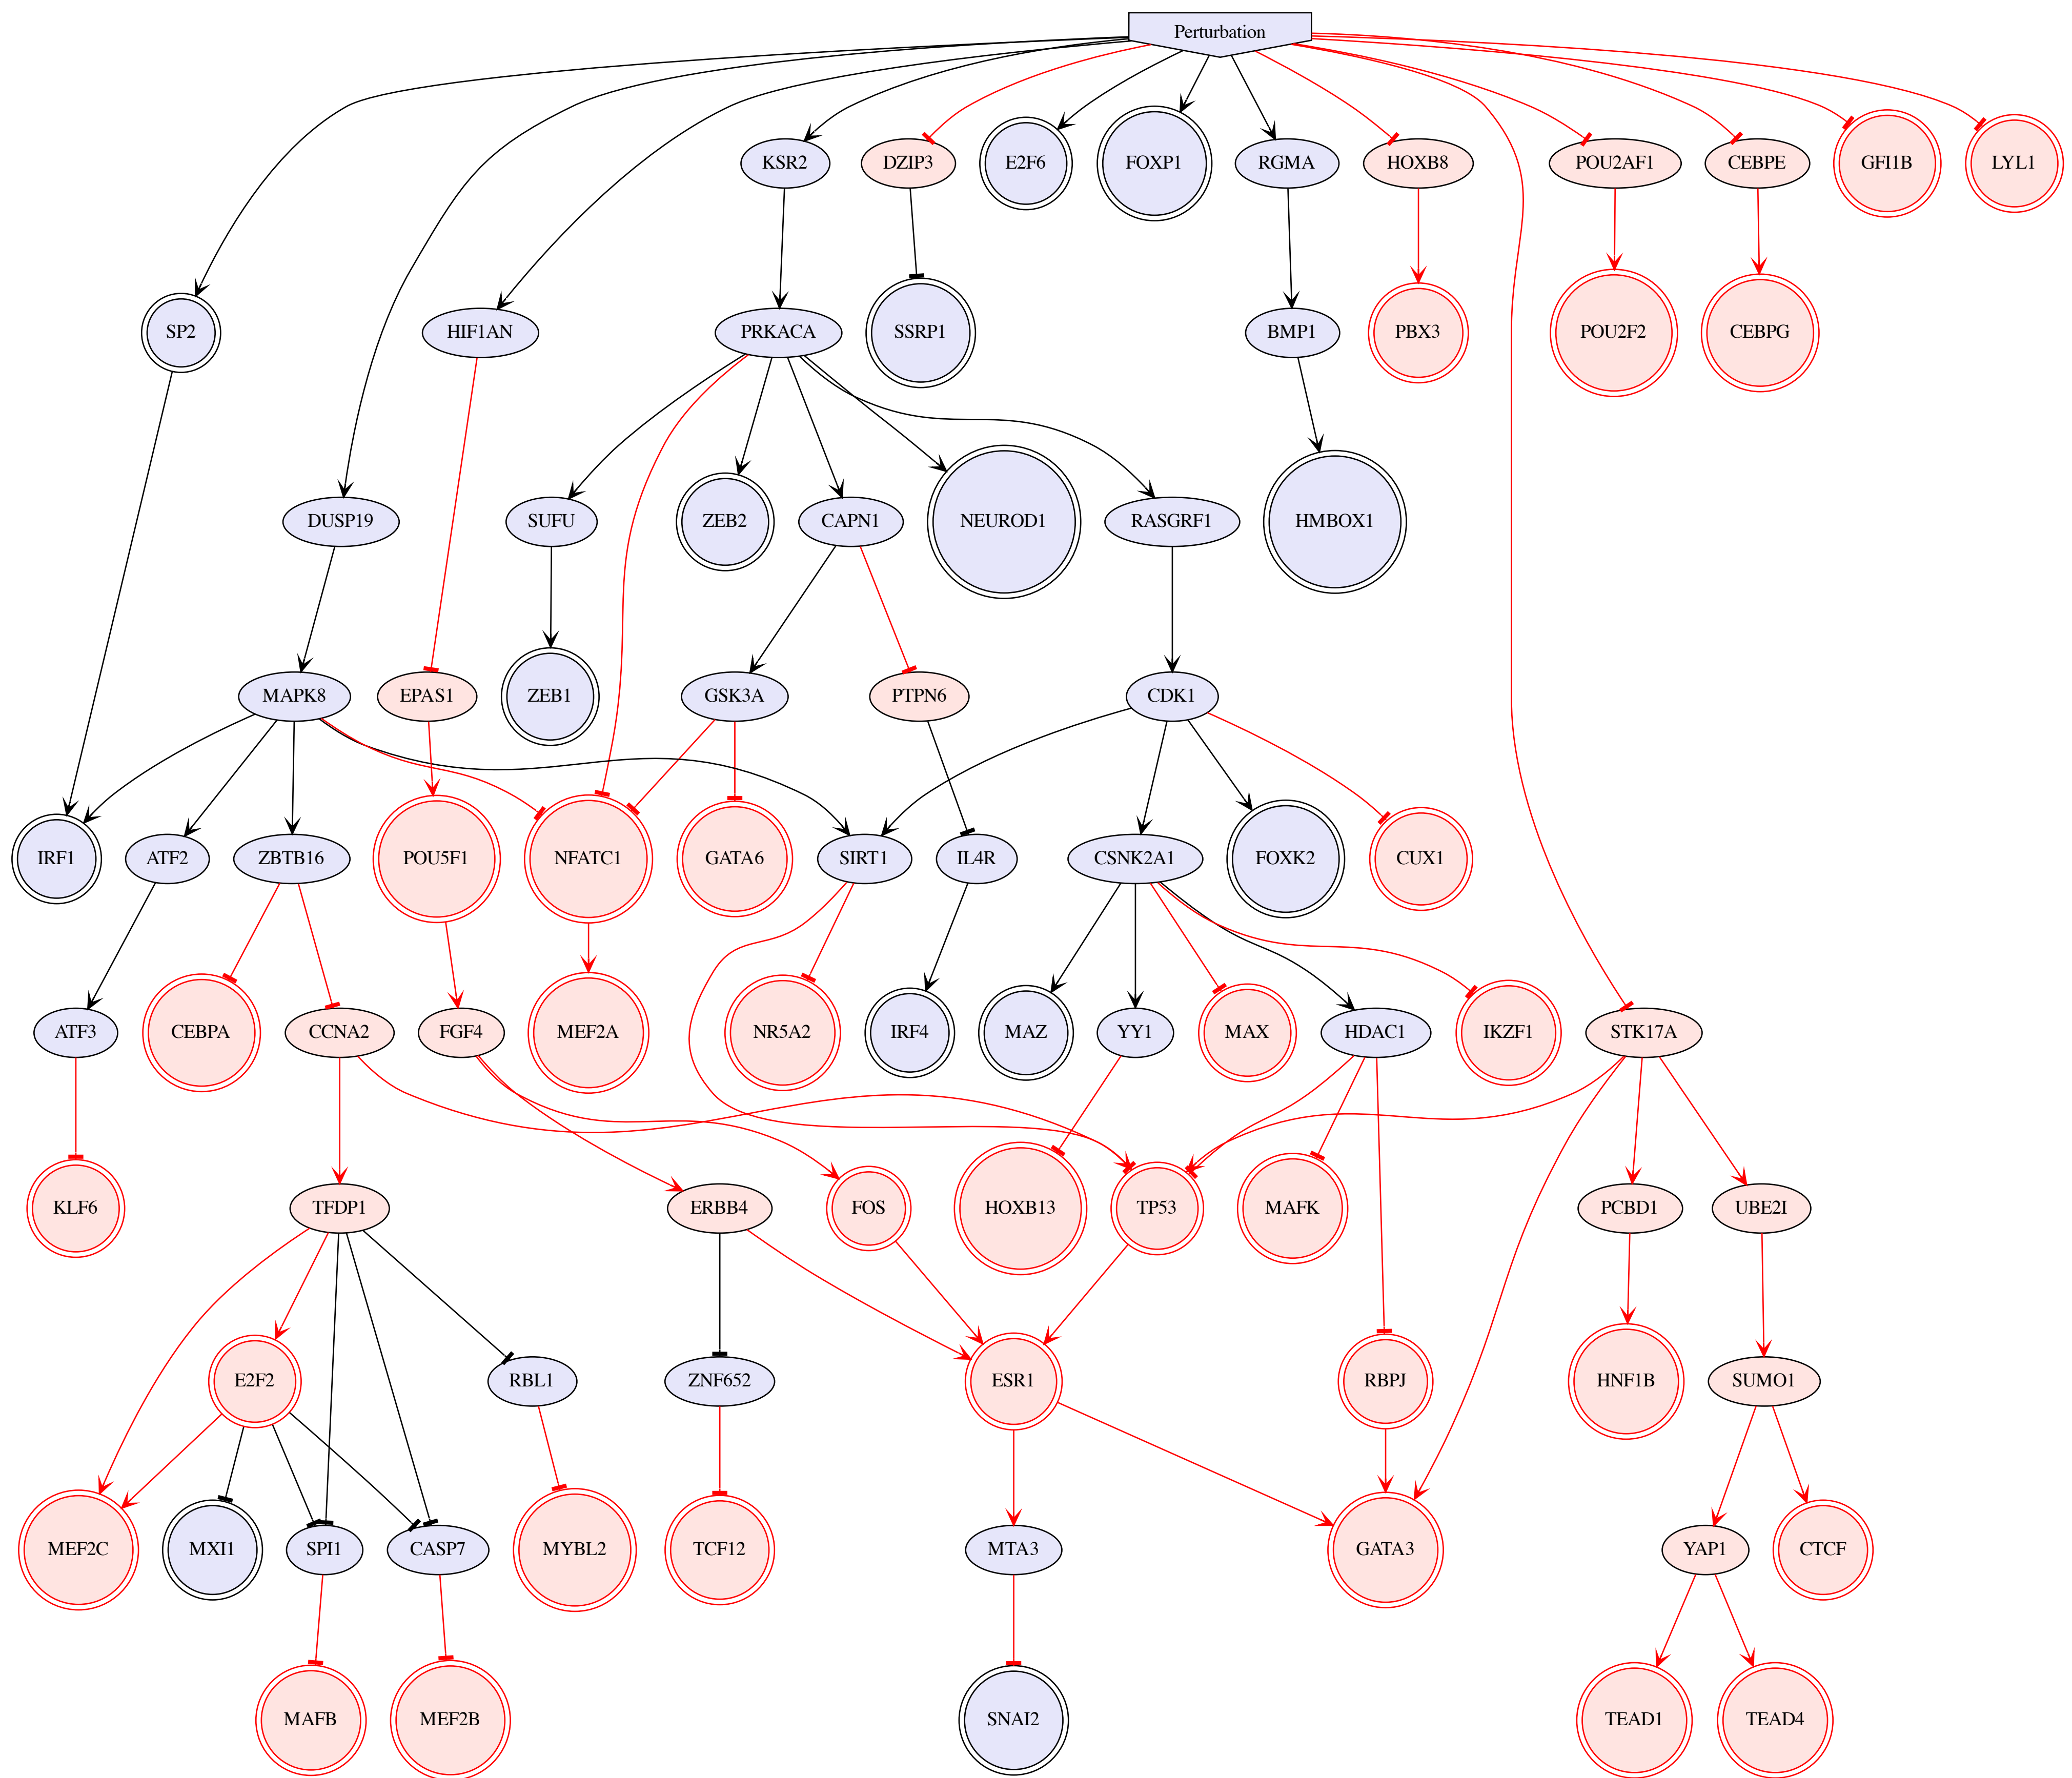 Perturbation
KSR2
DZIP3
E2F6
FOXP1
RGMA
HOXB8
POU2AF1
CEBPE
GFI1B
LYL1
SP2
HIF1AN
PRKACA
SSRP1
BMP1
PBX3
POU2F2
CEBPG
DUSP19
SUFU
ZEB2
CAPN1
NEUROD1
RASGRF1
HMBOX1
MAPK8
EPAS1
ZEB1
GSK3A
PTPN6
CDK1
IRF1
ATF2
ZBTB16
POU5F1
NFATC1
GATA6
SIRT1
IL4R
CSNK2A1
FOXK2
CUX1
ATF3
CEBPA
CCNA2
FGF4
MEF2A
NR5A2
IRF4
MAZ
YY1
MAX
HDAC1
IKZF1
STK17A
KLF6
TFDP1
ERBB4
FOS
HOXB13
TP53
MAFK
PCBD1
UBE2I
E2F2
RBL1
ZNF652
ESR1
RBPJ
HNF1B
SUMO1
MEF2C
MXI1
SPI1
CASP7
MYBL2
TCF12
MTA3
GATA3
YAP1
CTCF
MAFB
MEF2B
SNAI2
TEAD1
TEAD4